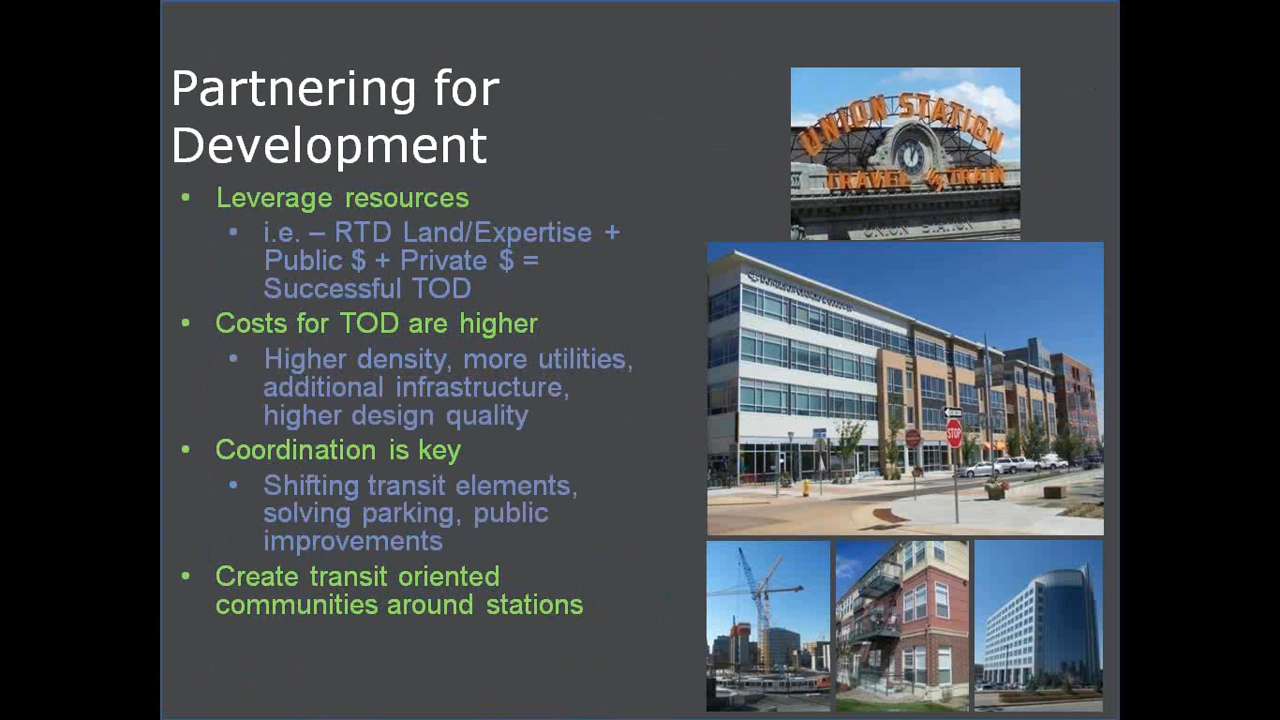 Partnering for
Development
• Leverage resources
• i.e. – RTD Land/Expertise +
Public $ + Private $ =
Successful TOD
• Costs for TOD are higher
• Higher density, more utilities,
additional infrastructure,
higher design quality
• Coordination is key
• Shifting transit elements,
solving parking, public
improvements
• Create transit oriented
communities around stations
UNION STATION
TRAVEL by TRAIN
UNION STATION
STOP